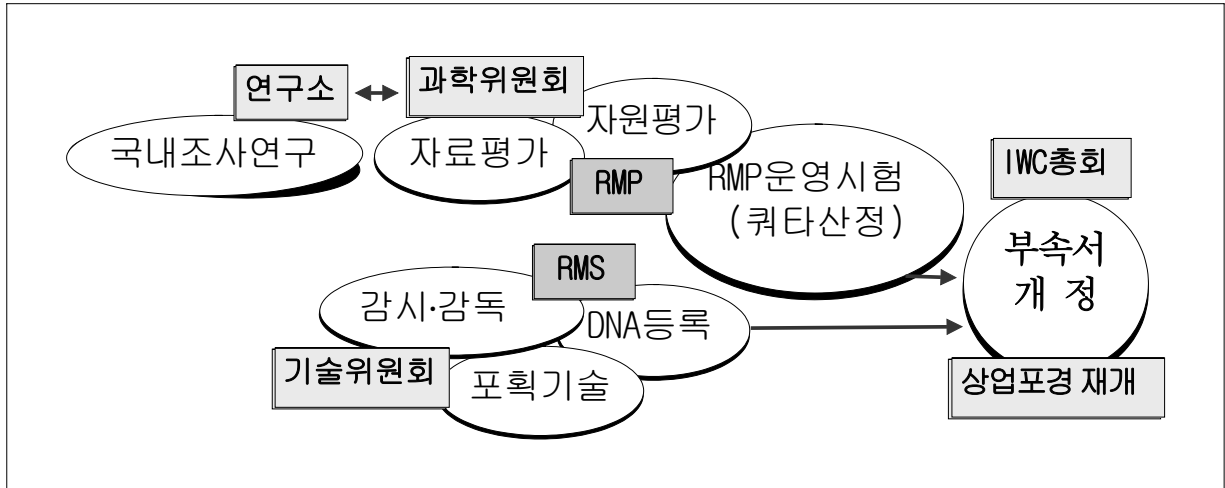 연구소
과학위원회
국내조사연구
자료평가
자원평가
RMP
RMP운영시험
(쿼타산정)
IWC총회
부속서
개 정
상업포경 재개
RMS
감시·감독
DNA등록
기술위원회
포획기술